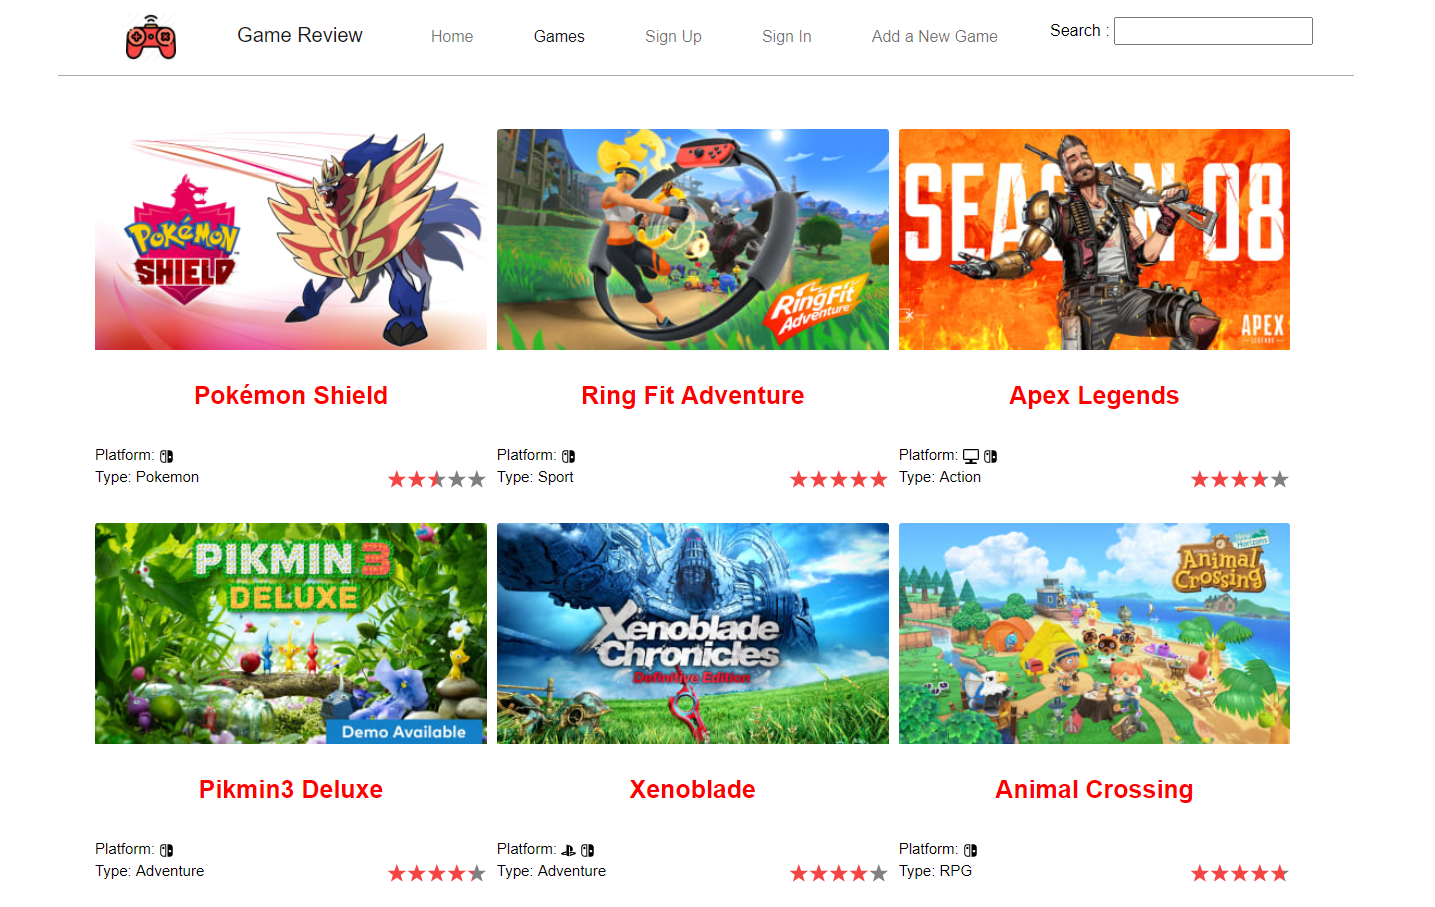 Game Review
Home
Games
Sign Up
Sign In
Add a New Game
Search :
POKÉMON
SHIELD
RingFit
Adventure
SEASON 08
APEX
LEGENDS
Pokémon Shield
Ring Fit Adventure
Apex Legends
Platform:
Type: Pokemon
Platform:
Type: Sport
Platform:
Type: Action
PIKMIN 3
DELUXE
Demo Available
Xenoblade
Chronicles
Definitive Edition
New
Horizons
Animal
Crossing
Pikmin3 Deluxe
Xenoblade
Animal Crossing
Platform:
Type: Adventure
Platform:
Type: Adventure
Platform:
Type: RPG